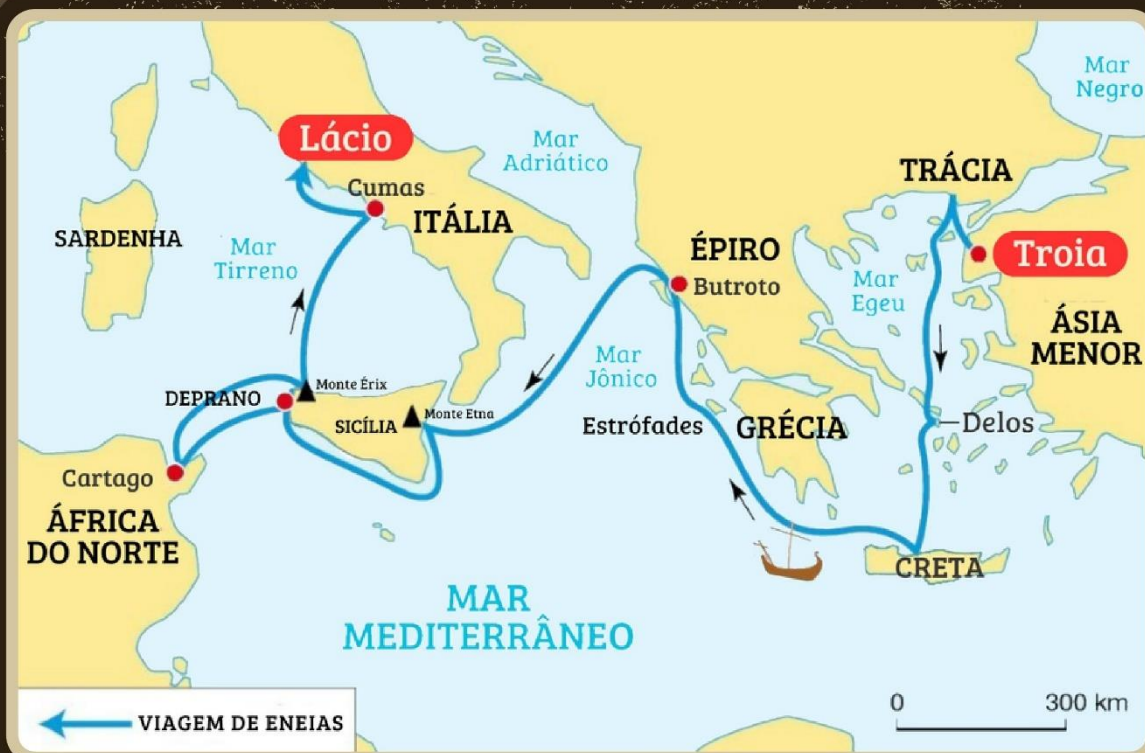 Mar
Negro
Lácio
Mar
Adriático
TRÁCIA
Cumas
ITÁLIA
SARDENHA
Mar
Tirreno
ÉPIRO
Butroto
Troia
Mar
Egeu
ÁSIA
MENOR
Mar
Jônico
Monte Érix
DEPRANO
SICÍLIA
Monte Etna
Estrófades
GRÉCIA
Delos
Cartago
ÁFRICA
DO NORTE
CRETA
MAR
MEDITERRÂNEO
VIAGEM DE ENEIAS
0 300 km